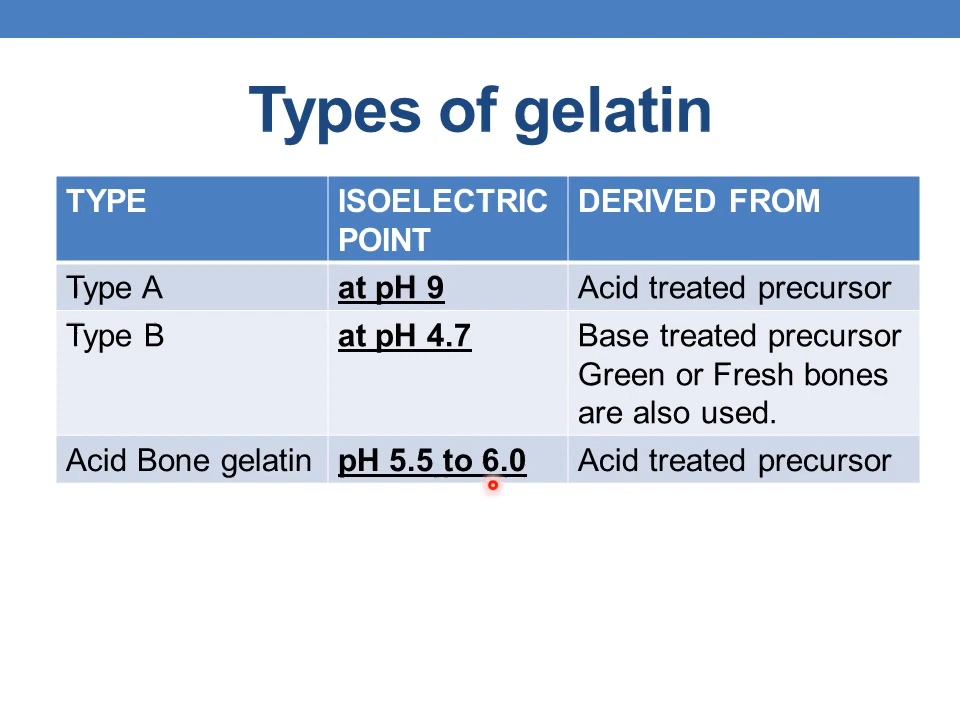 Types of gelatin
TYPE
ISOELECTRIC
POINT
DERIVED FROM
Type A
at pH 9
Acid treated precursor
Type B
at pH 4.7
Base treated precursor
Green or Fresh bones
are also used.
Acid Bone gelatin
pH 5.5 to 6.0
Acid treated precursor